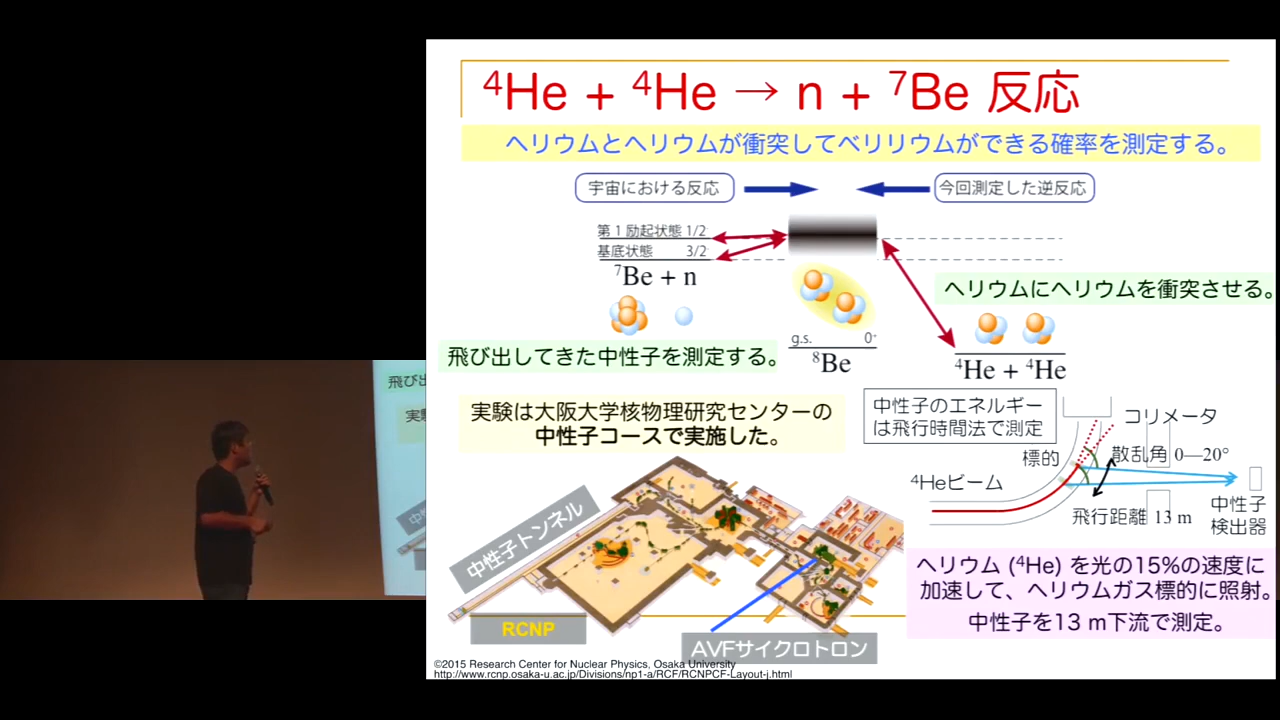 ⁴He + ⁴He → n + ⁷Be 反応
ヘリウムとヘリウムが衝突してベリリウムができる確率を測定する。
宇宙における反応
今回測定した逆反応
第1励起状態 1/2⁻
基底状態 3/2⁻
⁷Be + n
ヘリウムにヘリウムを衝突させる。
飛び出してきた中性子を測定する。
g.s. 0⁺
⁸Be
⁴He + ⁴He
実験は大阪大学核物理研究センターの
中性子コースで実施した。
中性子のエネルギー
は飛行時間法で測定
コリメータ
標的
散乱角 0—20°
⁴Heビーム
飛行距離 13 m
中性子
検出器
中性子トンネル
RCNP
AVFサイクロトロン
ヘリウム (⁴He) を光の15%の速度に
加速して、ヘリウムガス標的に照射。
中性子を13 m下流で測定。
©2015 Research Center for Nuclear Physics, Osaka University
http://www.rcnp.osaka-u.ac.jp/Divisions/np1-a/RCF/RCNPCF-Layout-j.html
飛び出
実験